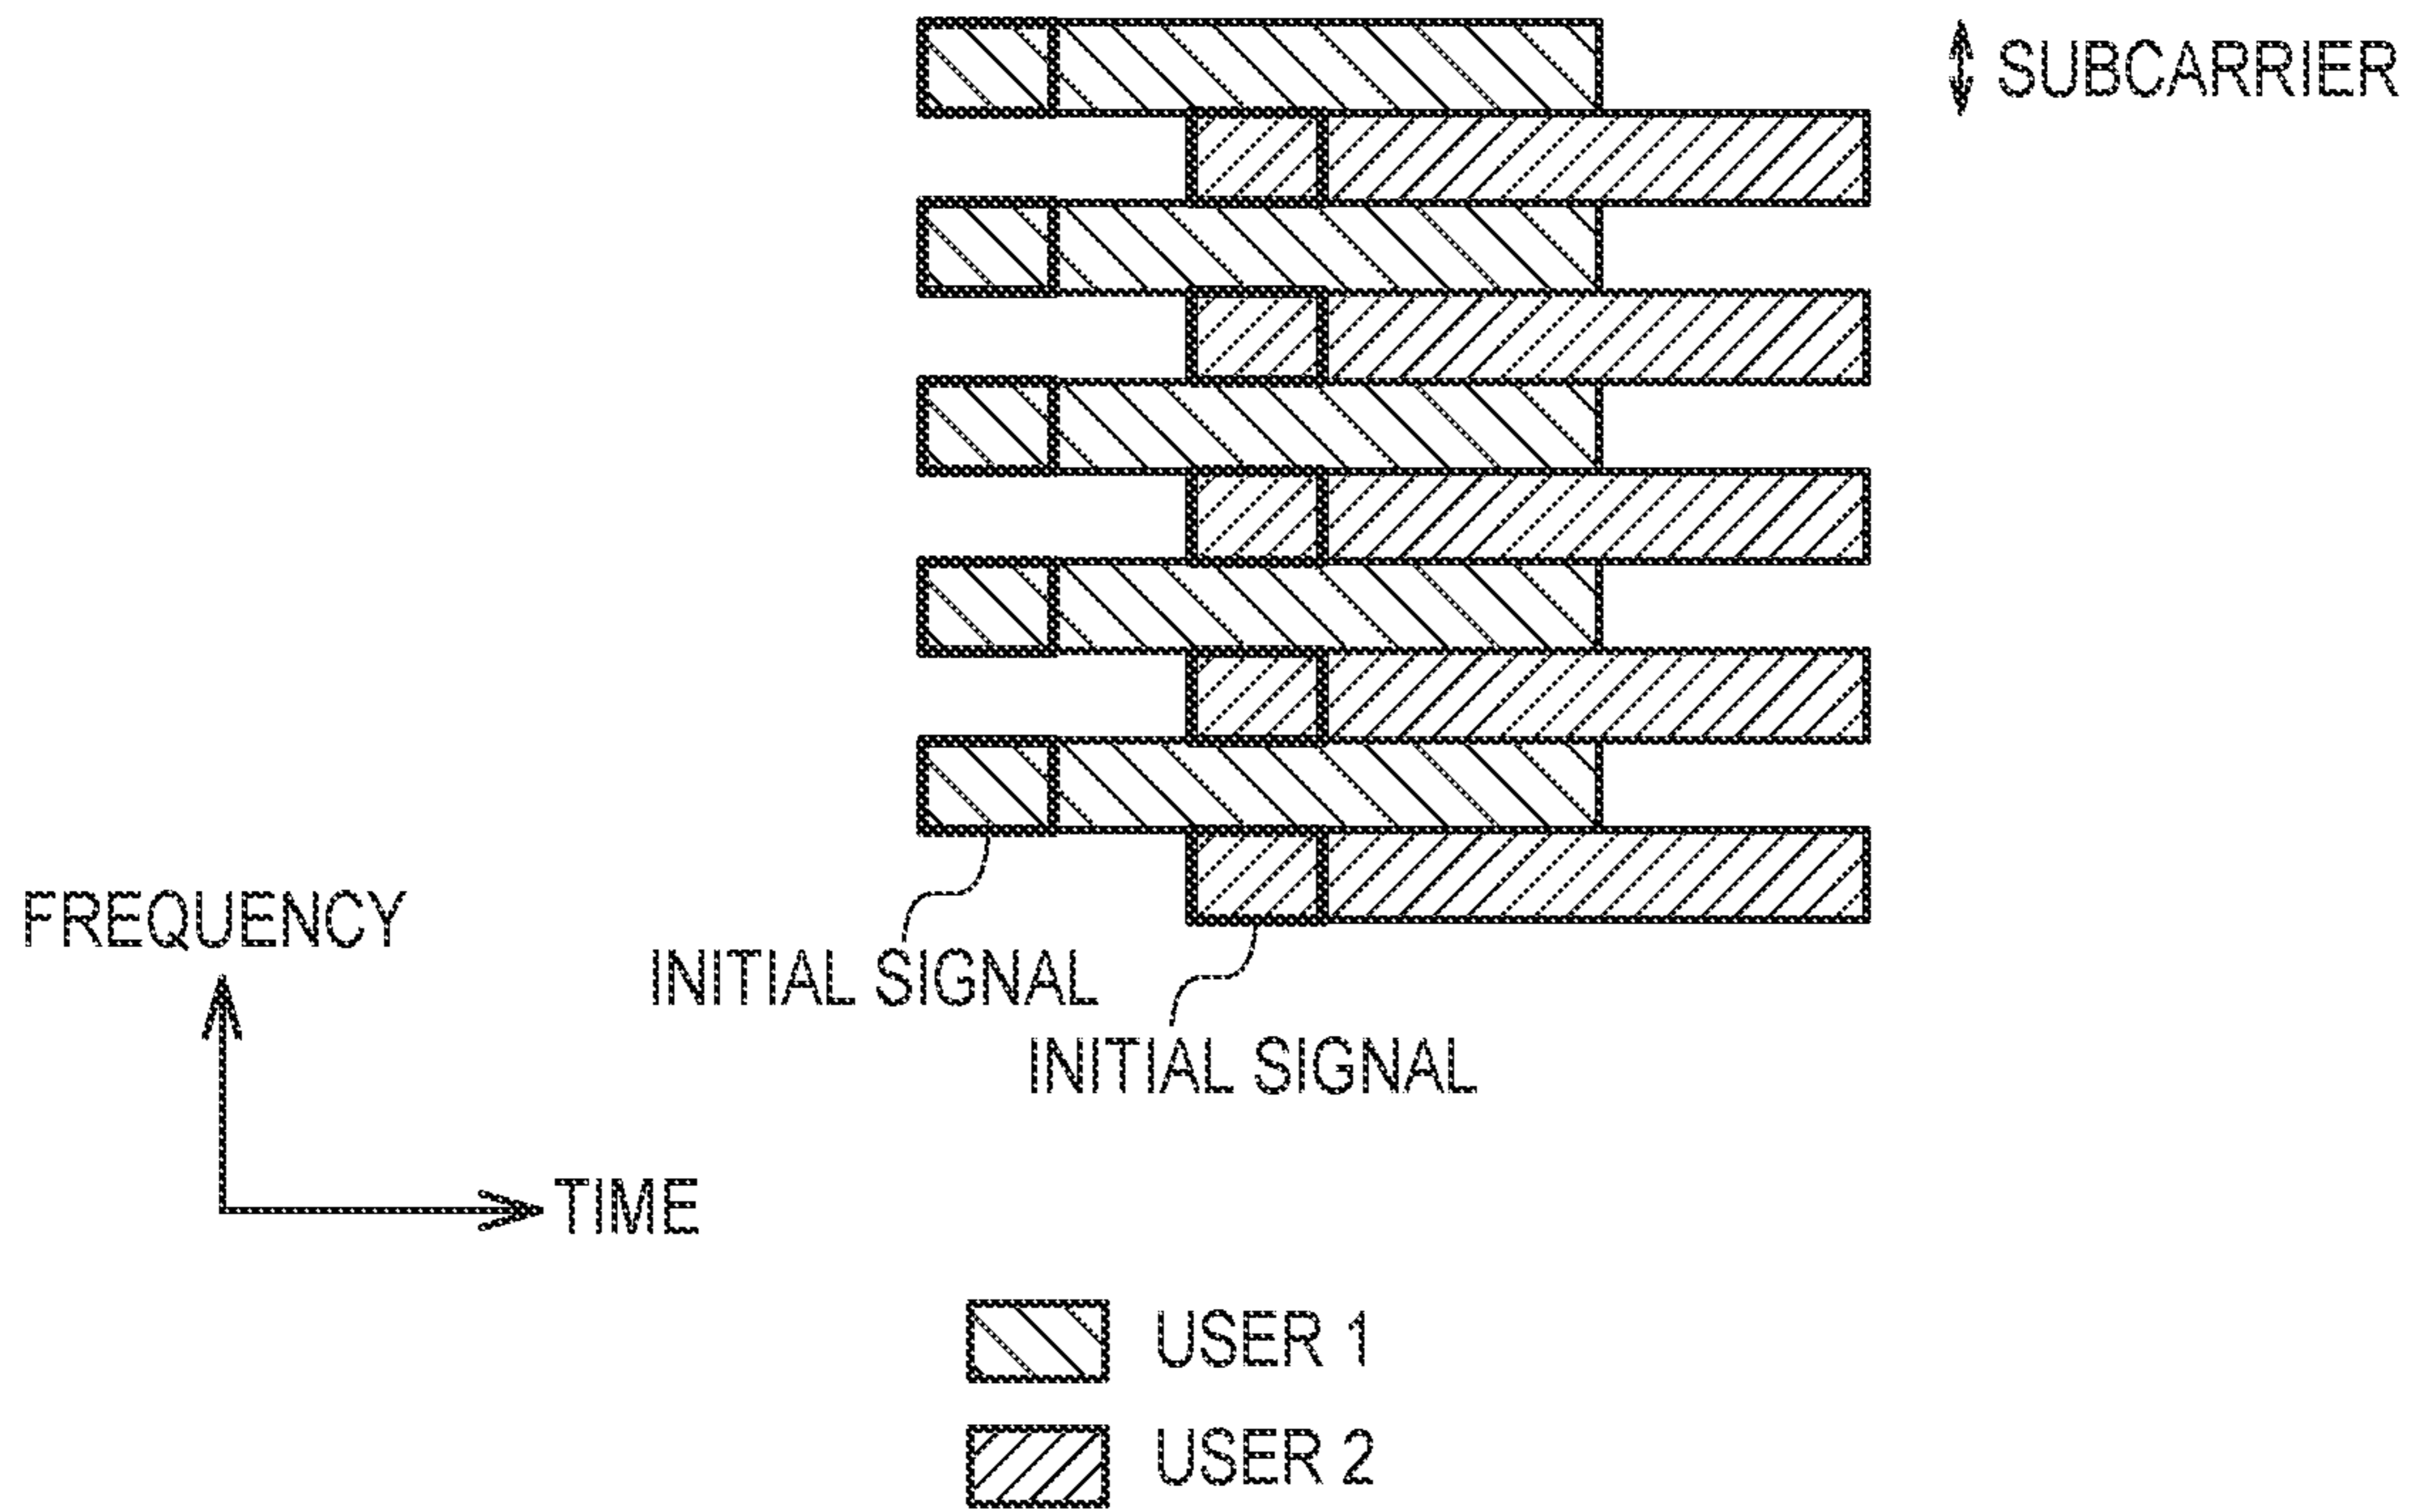 SUBCARRIER
FREQUENCY
INITIAL SIGNAL
INITIAL SIGNAL
TIME
USER 1
USER 2